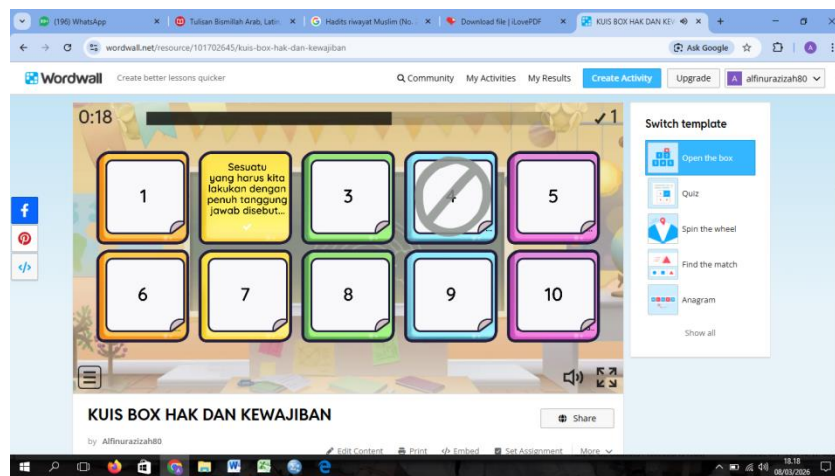 (196) WhatsApp
Tulisan Bismillah Arab, Latin,
Hadits riwayat Muslim (No.
Download file | iLovePDF
KUIS BOX HAK DAN KEW
wordwall.net/resource/101702645/kuis-box-hak-dan-kewajiban
Ask Google
A
Wordwall
Create better lessons quicker
Community
My Activities
My Results
Create Activity
Upgrade
A alfinurazizah80
0:18
1
Switch template
Open the box
Quiz
Spin the wheel
Find the match
Anagram
Show all
1
Sesuatu
yang harus kita
lakukan dengan
penuh tanggung
jawab disebut...
3
4
5
6
7
8
9
10
KUIS BOX HAK DAN KEWAJIBAN
Share
by Alfinurazizah80
Edit Content
Print
Embed
Set Assignment
More
18.18
08/03/2026